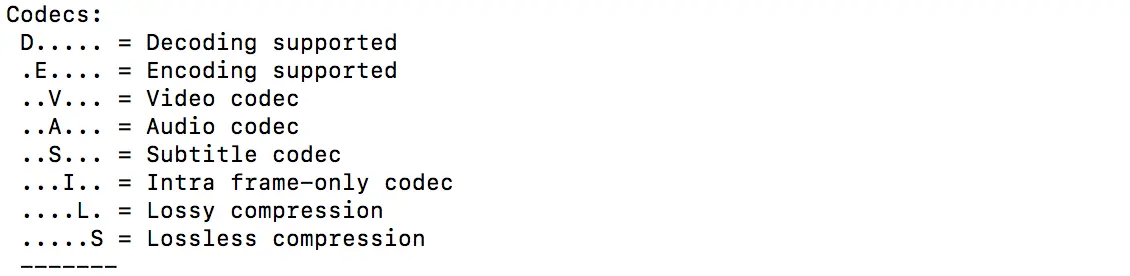 Codecs:
D..... = Decoding supported
.E.... = Encoding supported
..V... = Video codec
..A... = Audio codec
..S... = Subtitle codec
...I.. = Intra frame-only codec
....L. = Lossy compression
.....S = Lossless compression
-------